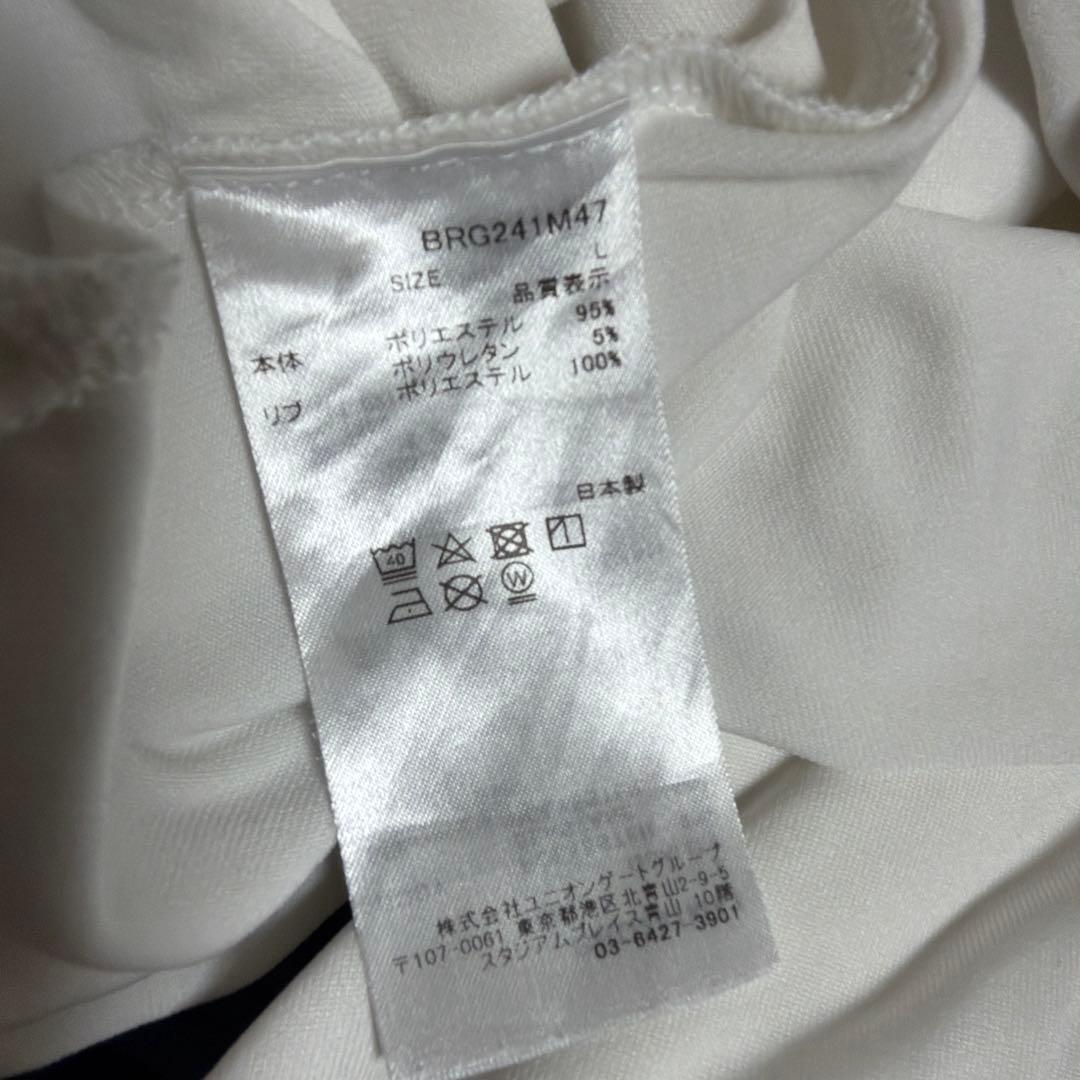 BRG241M47
SIZE L
品質表示
本体 ポリエステル 95%
ポリウレタン 5%
リブ ポリエステル 100%
日本製
40
W
株式会社ユニオンゲートグループ
〒107-0061 東京都港区北青山2-9-5
スタジアムプレイス青山 10階
03-6427-3901